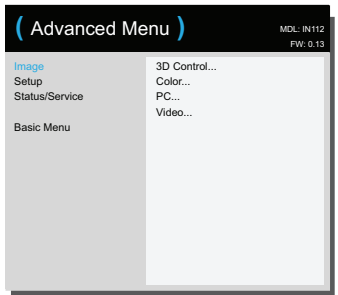 ( Advanced Menu )
MDL: IN112
FW: 0.13
Image
Setup
Status/Service
Basic Menu
3D Control...
Color...
PC...
Video...